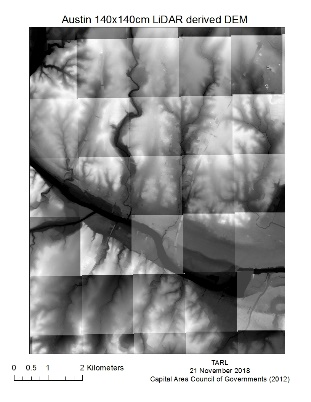 Austin 140x140cm LiDAR derived DEM
0 0.5 1 2 Kilometers
TARL
21 November 2018
Capital Area Council of Governments (2012)